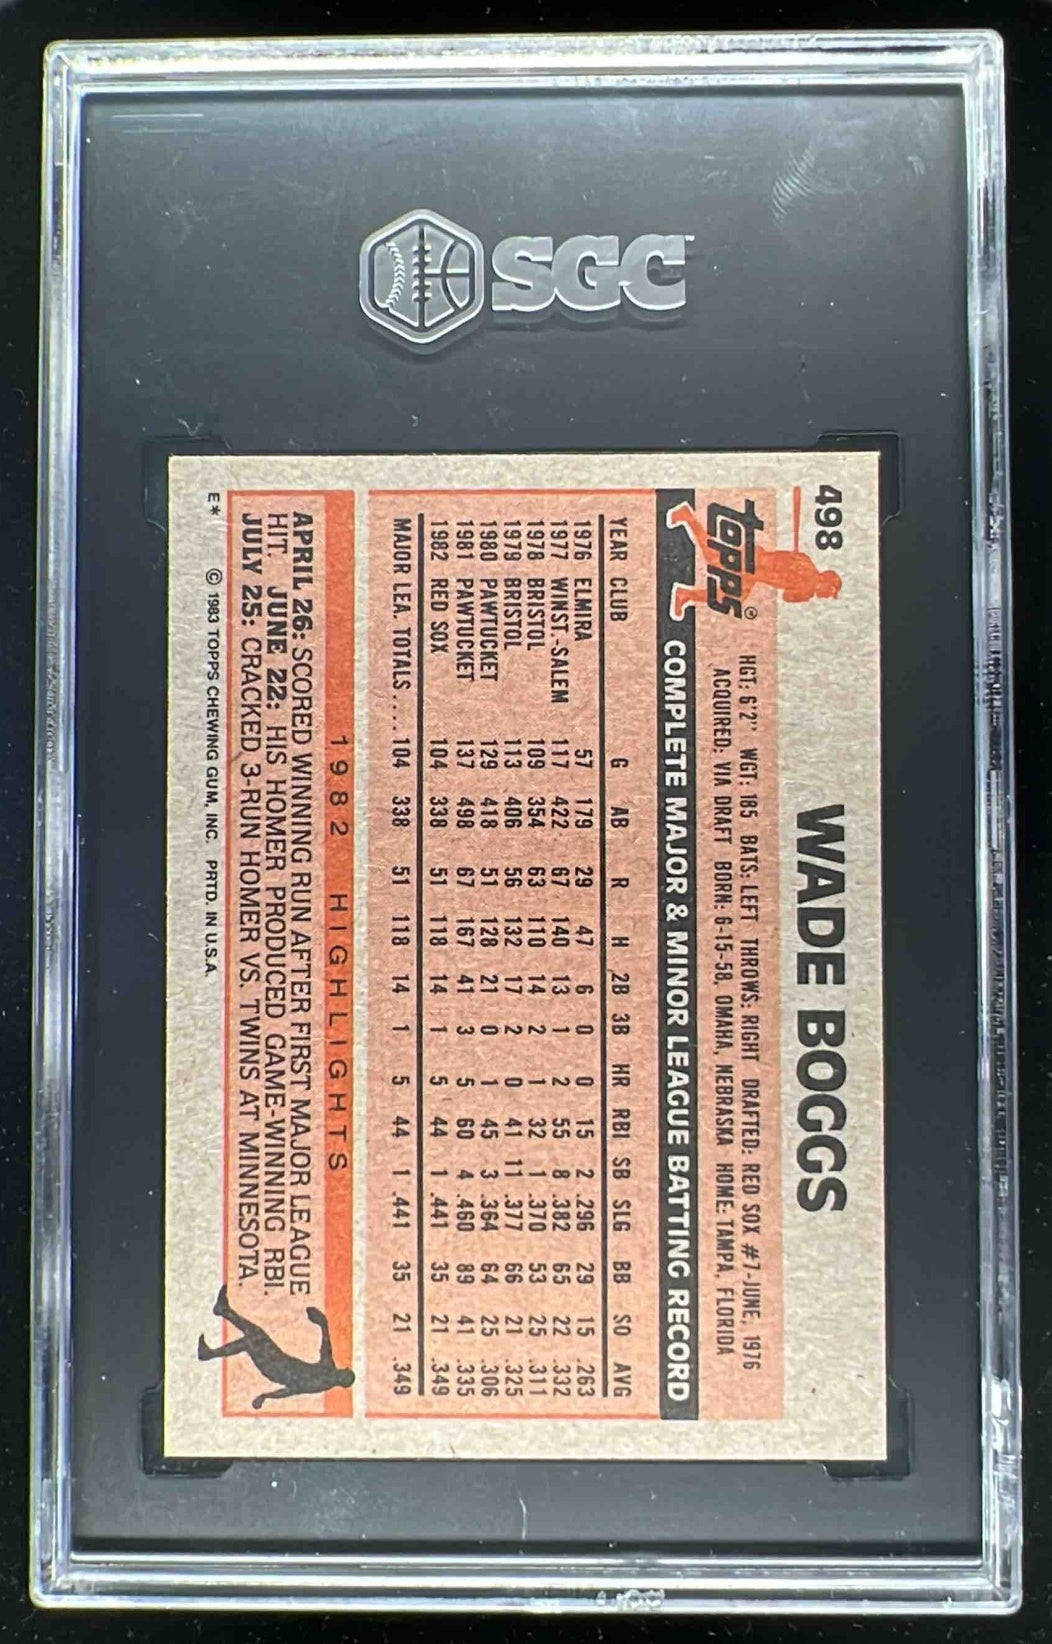 SGC
498
WADE BOGGS
topps®
HGT: 6'2" WGT: 185 BATS: LEFT THROWS: RIGHT DRAFTED: RED SOX #7-JUNE, 1976
ACQUIRED: VIA DRAFT BORN: 6-15-58, OMAHA, NEBRASKA HOME: TAMPA, FLORIDA
COMPLETE MAJOR & MINOR LEAGUE BATTING RECORD
YEAR CLUB G AB R H 2B 3B HR RBI SB SLG BB SO AVG
1976 ELMIRA 57 179 29 47 6 0 0 15 2 .296 29 15 .263
1977 WINST.-SALEM 117 422 67 140 13 1 2 55 8 .382 65 22 .332
1978 BRISTOL 109 354 63 110 14 2 1 32 1 .370 53 25 .311
1979 BRISTOL 113 406 56 132 17 2 0 41 11 .377 66 21 .325
1980 PAWTUCKET 129 418 51 128 21 0 1 45 3 .364 64 25 .306
1981 PAWTUCKET 137 498 67 167 41 3 5 60 4 .460 89 41 .335
1982 RED SOX 104 338 51 118 14 1 5 44 1 .441 35 21 .349
MAJOR LEA. TOTALS .... 104 338 51 118 14 1 5 44 1 .441 35 21 .349
1982 HIGHLIGHTS
APRIL 26: SCORED WINNING RUN AFTER FIRST MAJOR LEAGUE
HIT. JUNE 22: HIS HOMER PRODUCED GAME-WINNING RBI.
JULY 25: CRACKED 3-RUN HOMER VS. TWINS AT MINNESOTA.
E* © 1983 TOPPS CHEWING GUM, INC. PRTD. IN U.S.A.